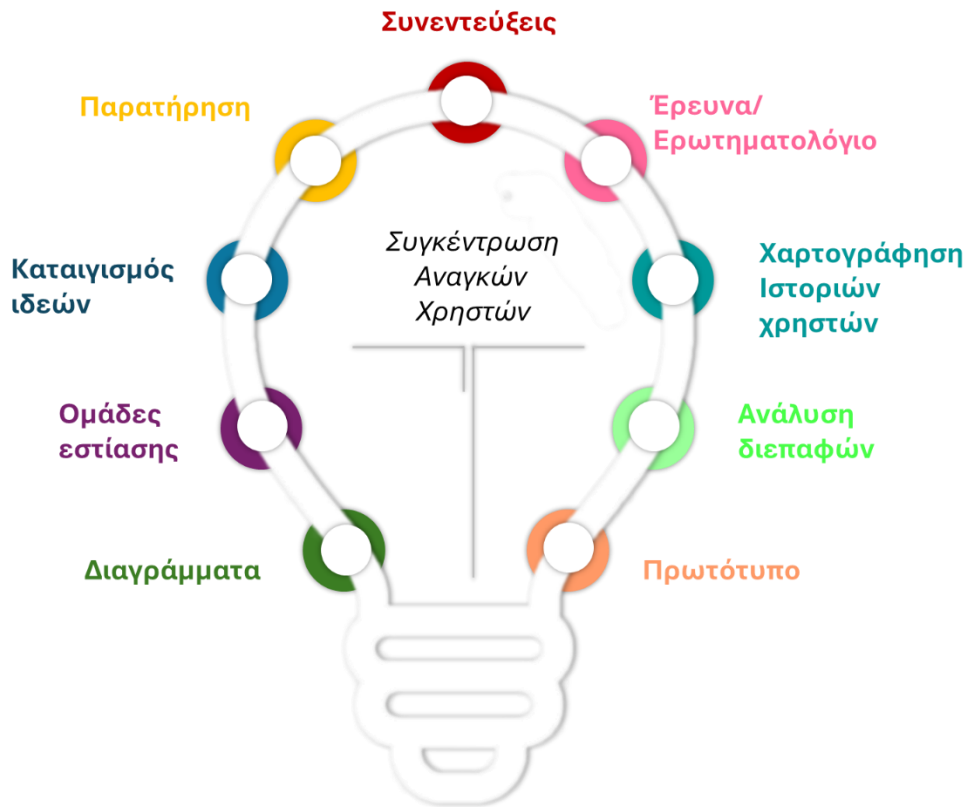 Συνεντεύξεις
Παρατήρηση
Έρευνα/
Ερωτηματολόγιο
Συγκέντρωση
Αναγκών
Χρηστών
Καταιγισμός
ιδεών
Χαρτογράφηση
Ιστοριών
χρηστών
Ομάδες
εστίασης
Ανάλυση
διεπαφών
Διαγράμματα
Πρωτότυπο